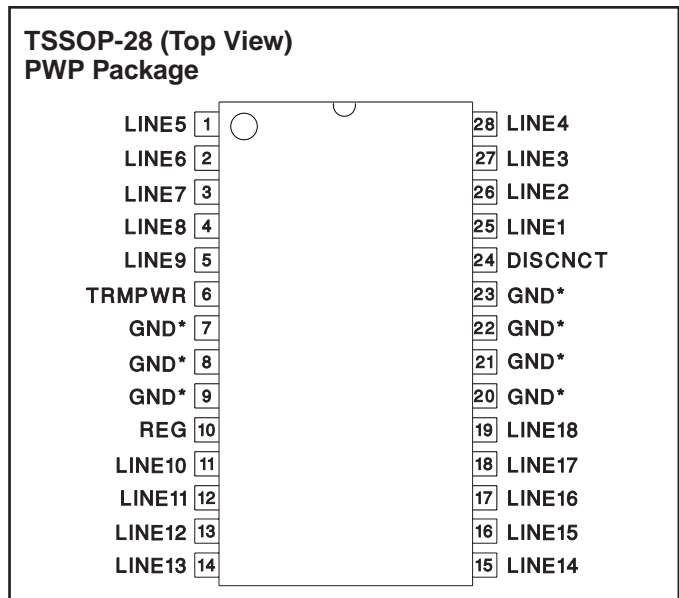 TSSOP-28 (Top View)
PWP Package
LINE5 1 28 LINE4
LINE6 2 27 LINE3
LINE7 3 26 LINE2
LINE8 4 25 LINE1
LINE9 5 24 DISCNCT
TRMPWR 6 23 GND*
GND* 7 22 GND*
GND* 8 21 GND*
GND* 9 20 GND*
REG 10 19 LINE18
LINE10 11 18 LINE17
LINE11 12 17 LINE16
LINE12 13 16 LINE15
LINE13 14 15 LINE14